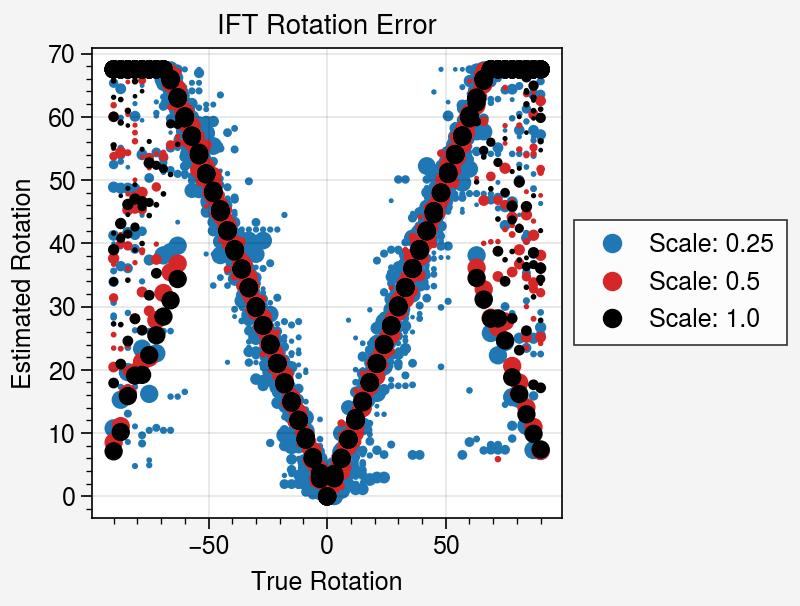 IFT Rotation Error
70
60
50
40
30
20
10
0
Estimated Rotation
−50
0
50
True Rotation
Scale: 0.25
Scale: 0.5
Scale: 1.0